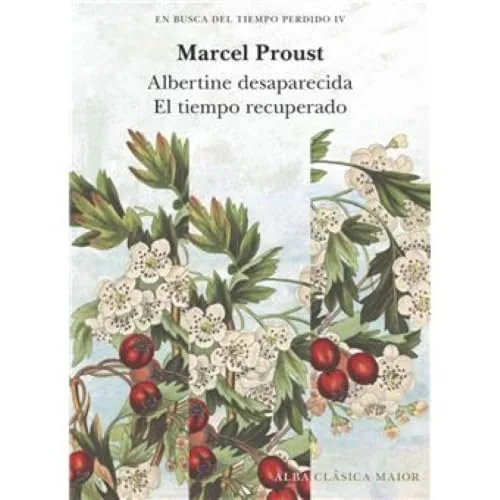 EN BUSCA DEL TIEMPO PERDIDO IV
Marcel Proust
Albertine desaparecida
El tiempo recuperado
ALBA CLÁSICA MAIOR